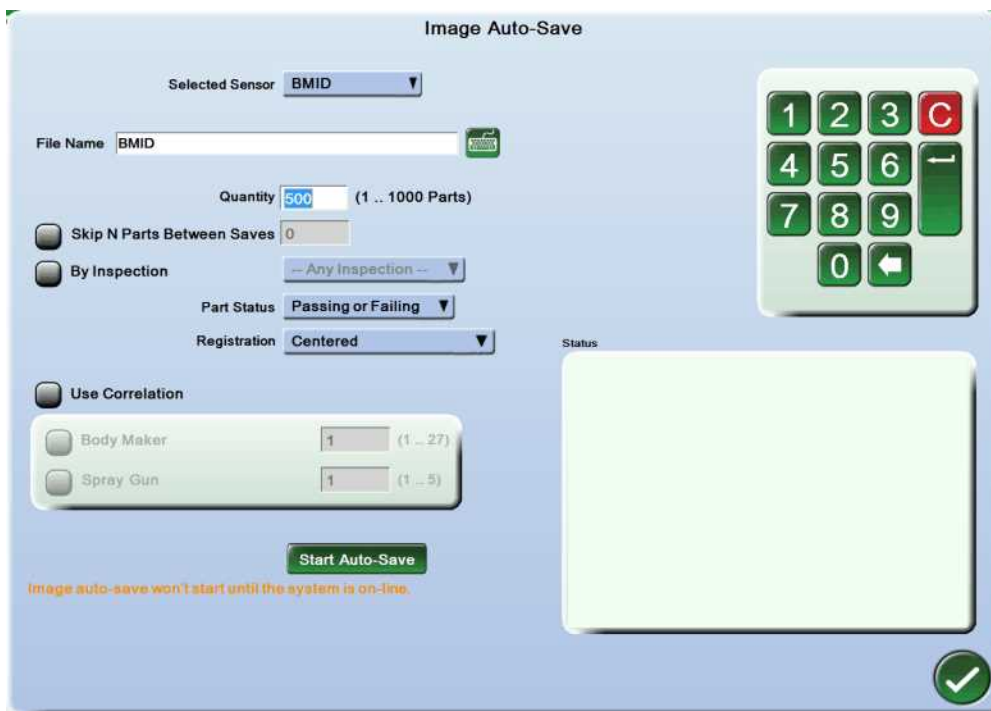 Image Auto-Save
Selected Sensor BMID
File Name BMID
Quantity 500 (1 .. 1000 Parts)
Skip N Parts Between Saves 0
By Inspection -- Any Inspection --
Part Status Passing or Failing
Registration Centered
Use Correlation
Body Maker 1 (1 .. 27)
Spray Gun 1 (1 .. 5)
Start Auto-Save
Image auto-save won't start until the system is on-line.
1 2 3 C
4 5 6
7 8 9
0
Status